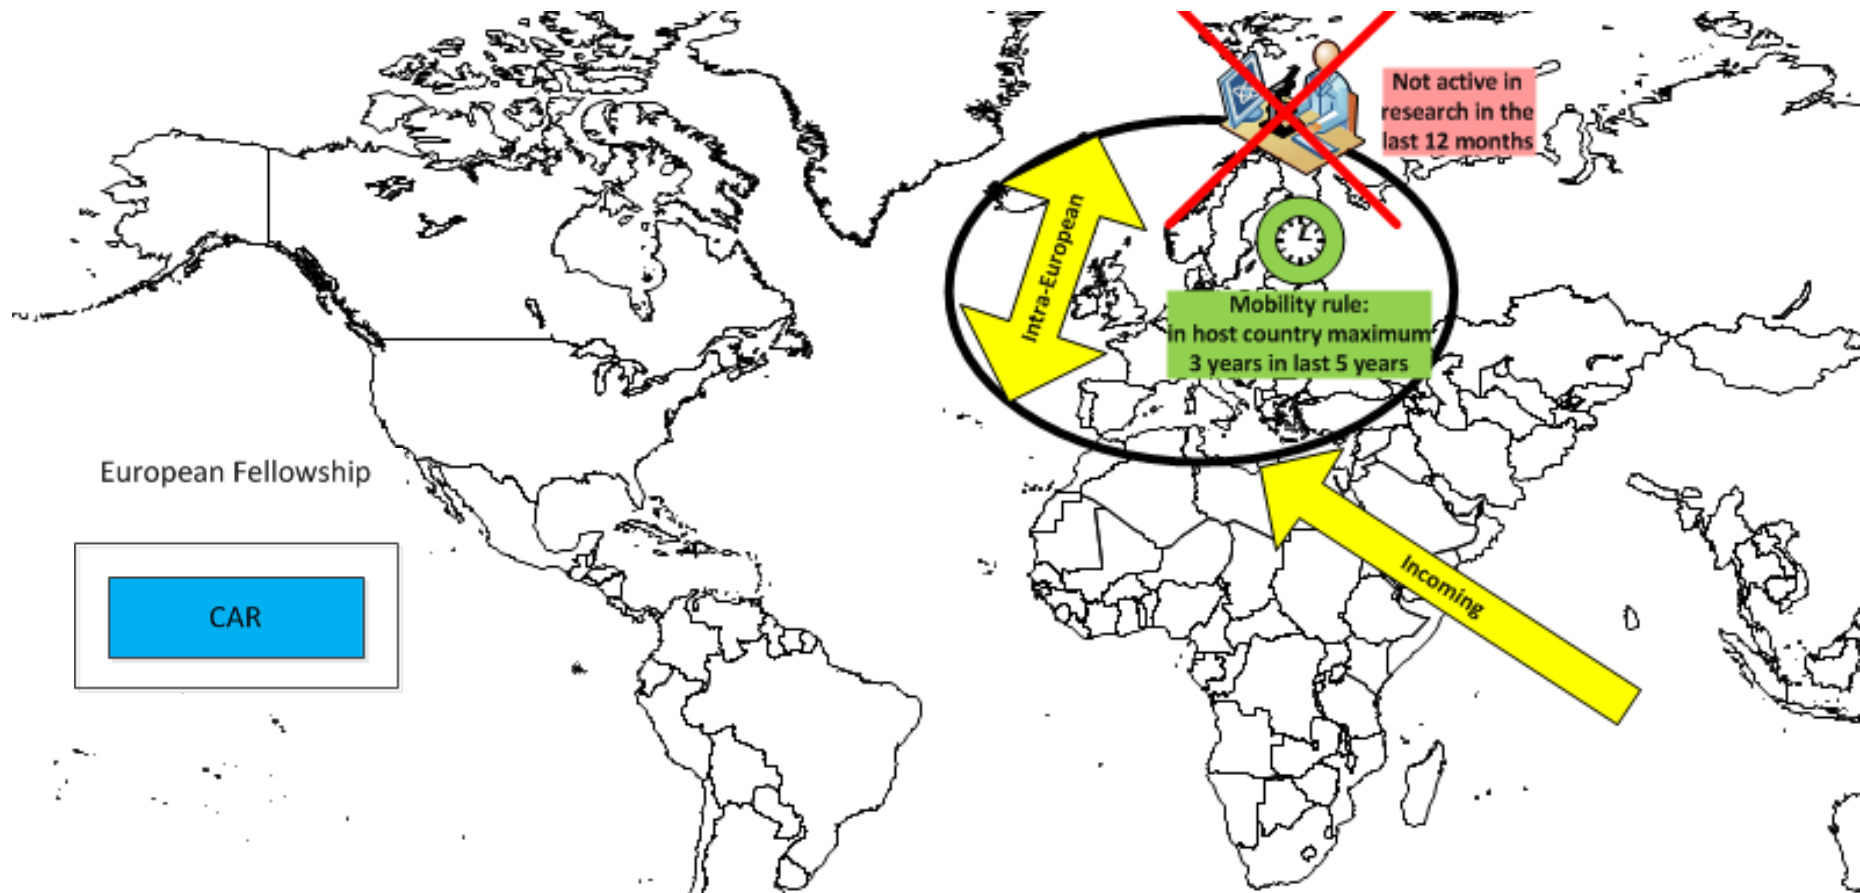 Not active in
research in the
last 12 months
Intra-European
Mobility rule:
in host country maximum
3 years in last 5 years
European Fellowship
Incoming
CAR